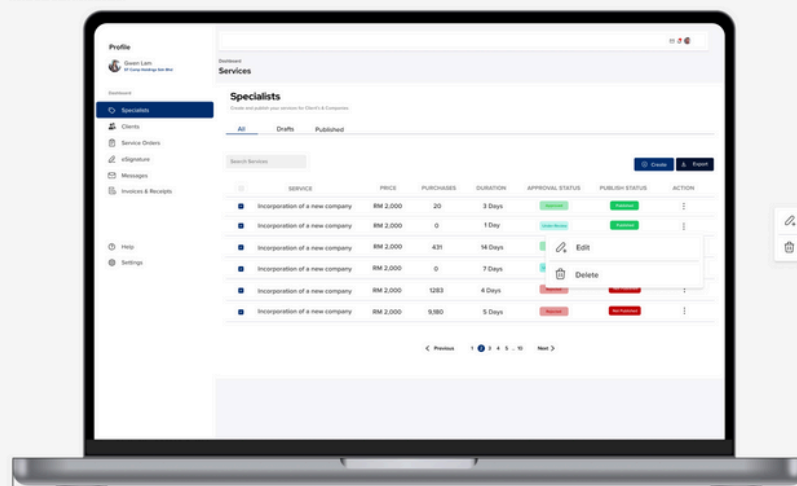 Profile
Gwen Lam
Dashboard
Specialists
Clients
Service Orders
eSignature
Messages
Invoices & Receipts
Help
Settings
Dashboard
Services
Specialists
Create and publish your services for Client's & Companies
All Drafts Published
Search Services
Create Export
SERVICE PRICE PURCHASES DURATION APPROVAL STATUS PUBLISH STATUS ACTION
Incorporation of a new company RM 2,000 20 3 Days Approved Published
Incorporation of a new company RM 2,000 0 1 Day Under-Review Published
Incorporation of a new company RM 2,000 431 14 Days
Edit
Incorporation of a new company RM 2,000 0 7 Days
Delete
Incorporation of a new company RM 2,000 1283 4 Days Rejected
Incorporation of a new company RM 2,000 9,180 5 Days Rejected Not Published
Previous 1 2 3 4 5 .. 10 Next